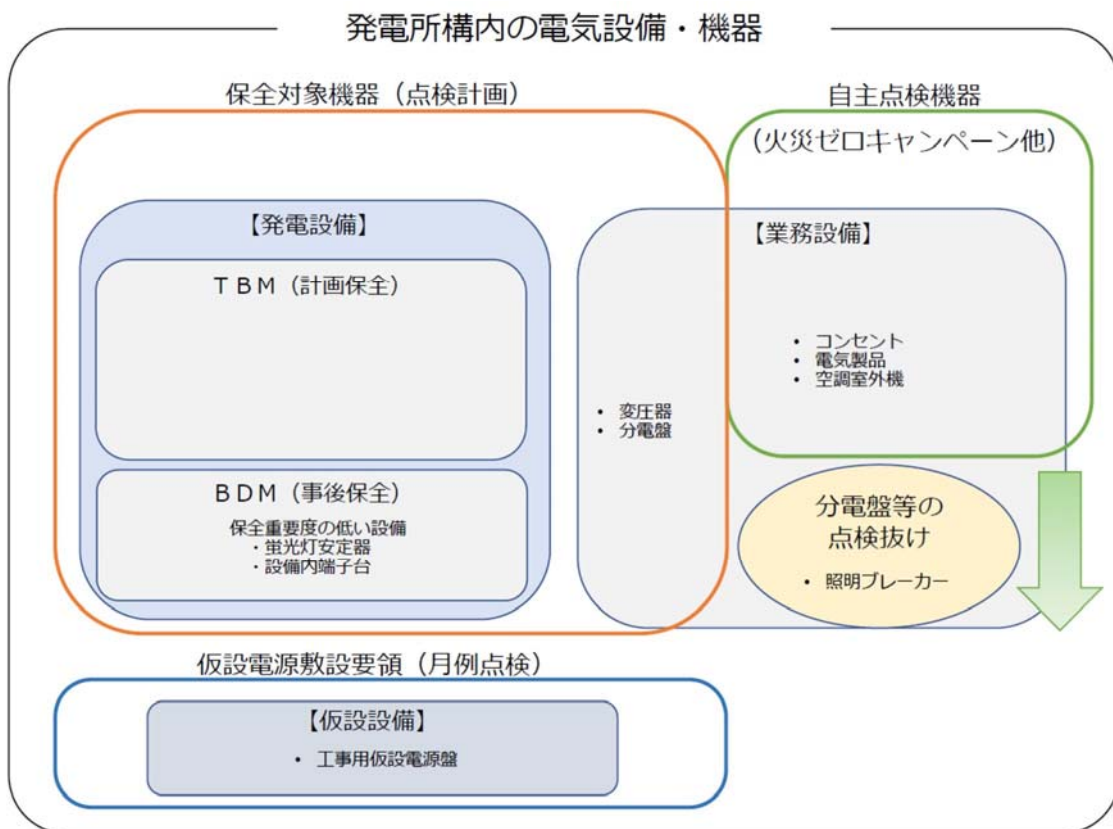 発電所構内の電気設備・機器
保全対象機器（点検計画）
自主点検機器
（火災ゼロキャンペーン他）
【発電設備】
ＴＢＭ（計画保全）
ＢＤＭ（事後保全）
保全重要度の低い設備
・蛍光灯安定器
・設備内端子台
【業務設備】
• コンセント
• 電気製品
• 空調室外機
• 変圧器
• 分電盤
分電盤等の
点検抜け
• 照明ブレーカー
仮設電源敷設要領（月例点検）
【仮設設備】
• 工事用仮設電源盤